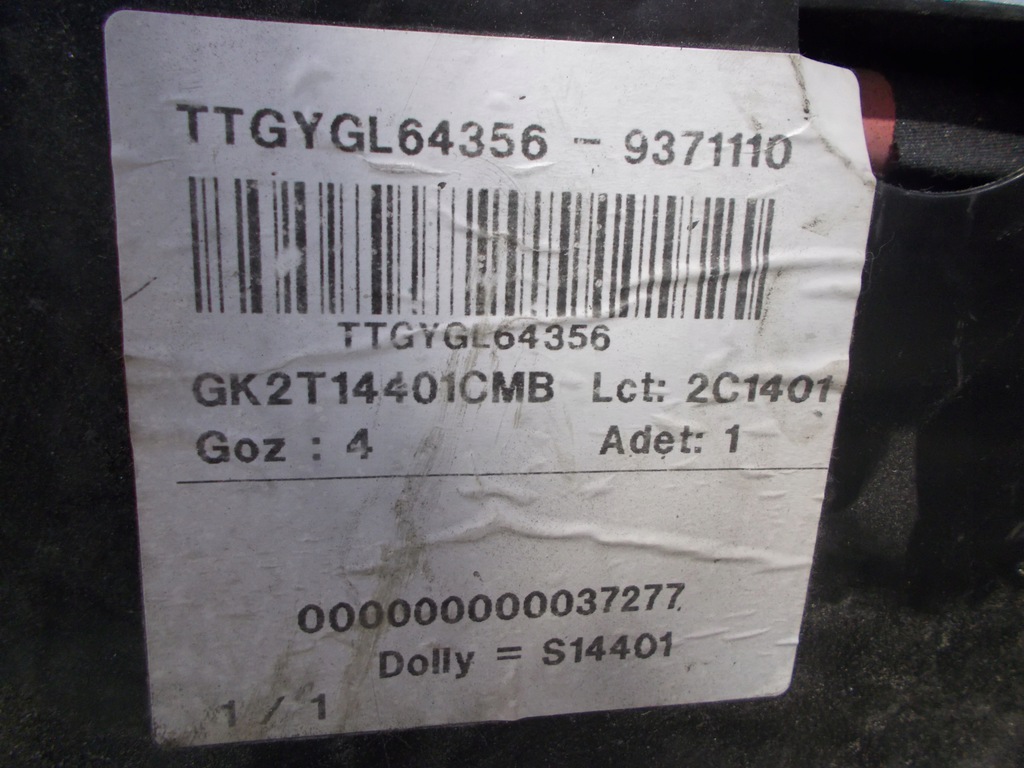 TTGYGL64356 - 9371110
TTGYGL64356
GK2T14401CMB Lct: 2C1401
Goz : 4 Adet: 1
000000000037277
Dolly = S14401
1 / 1